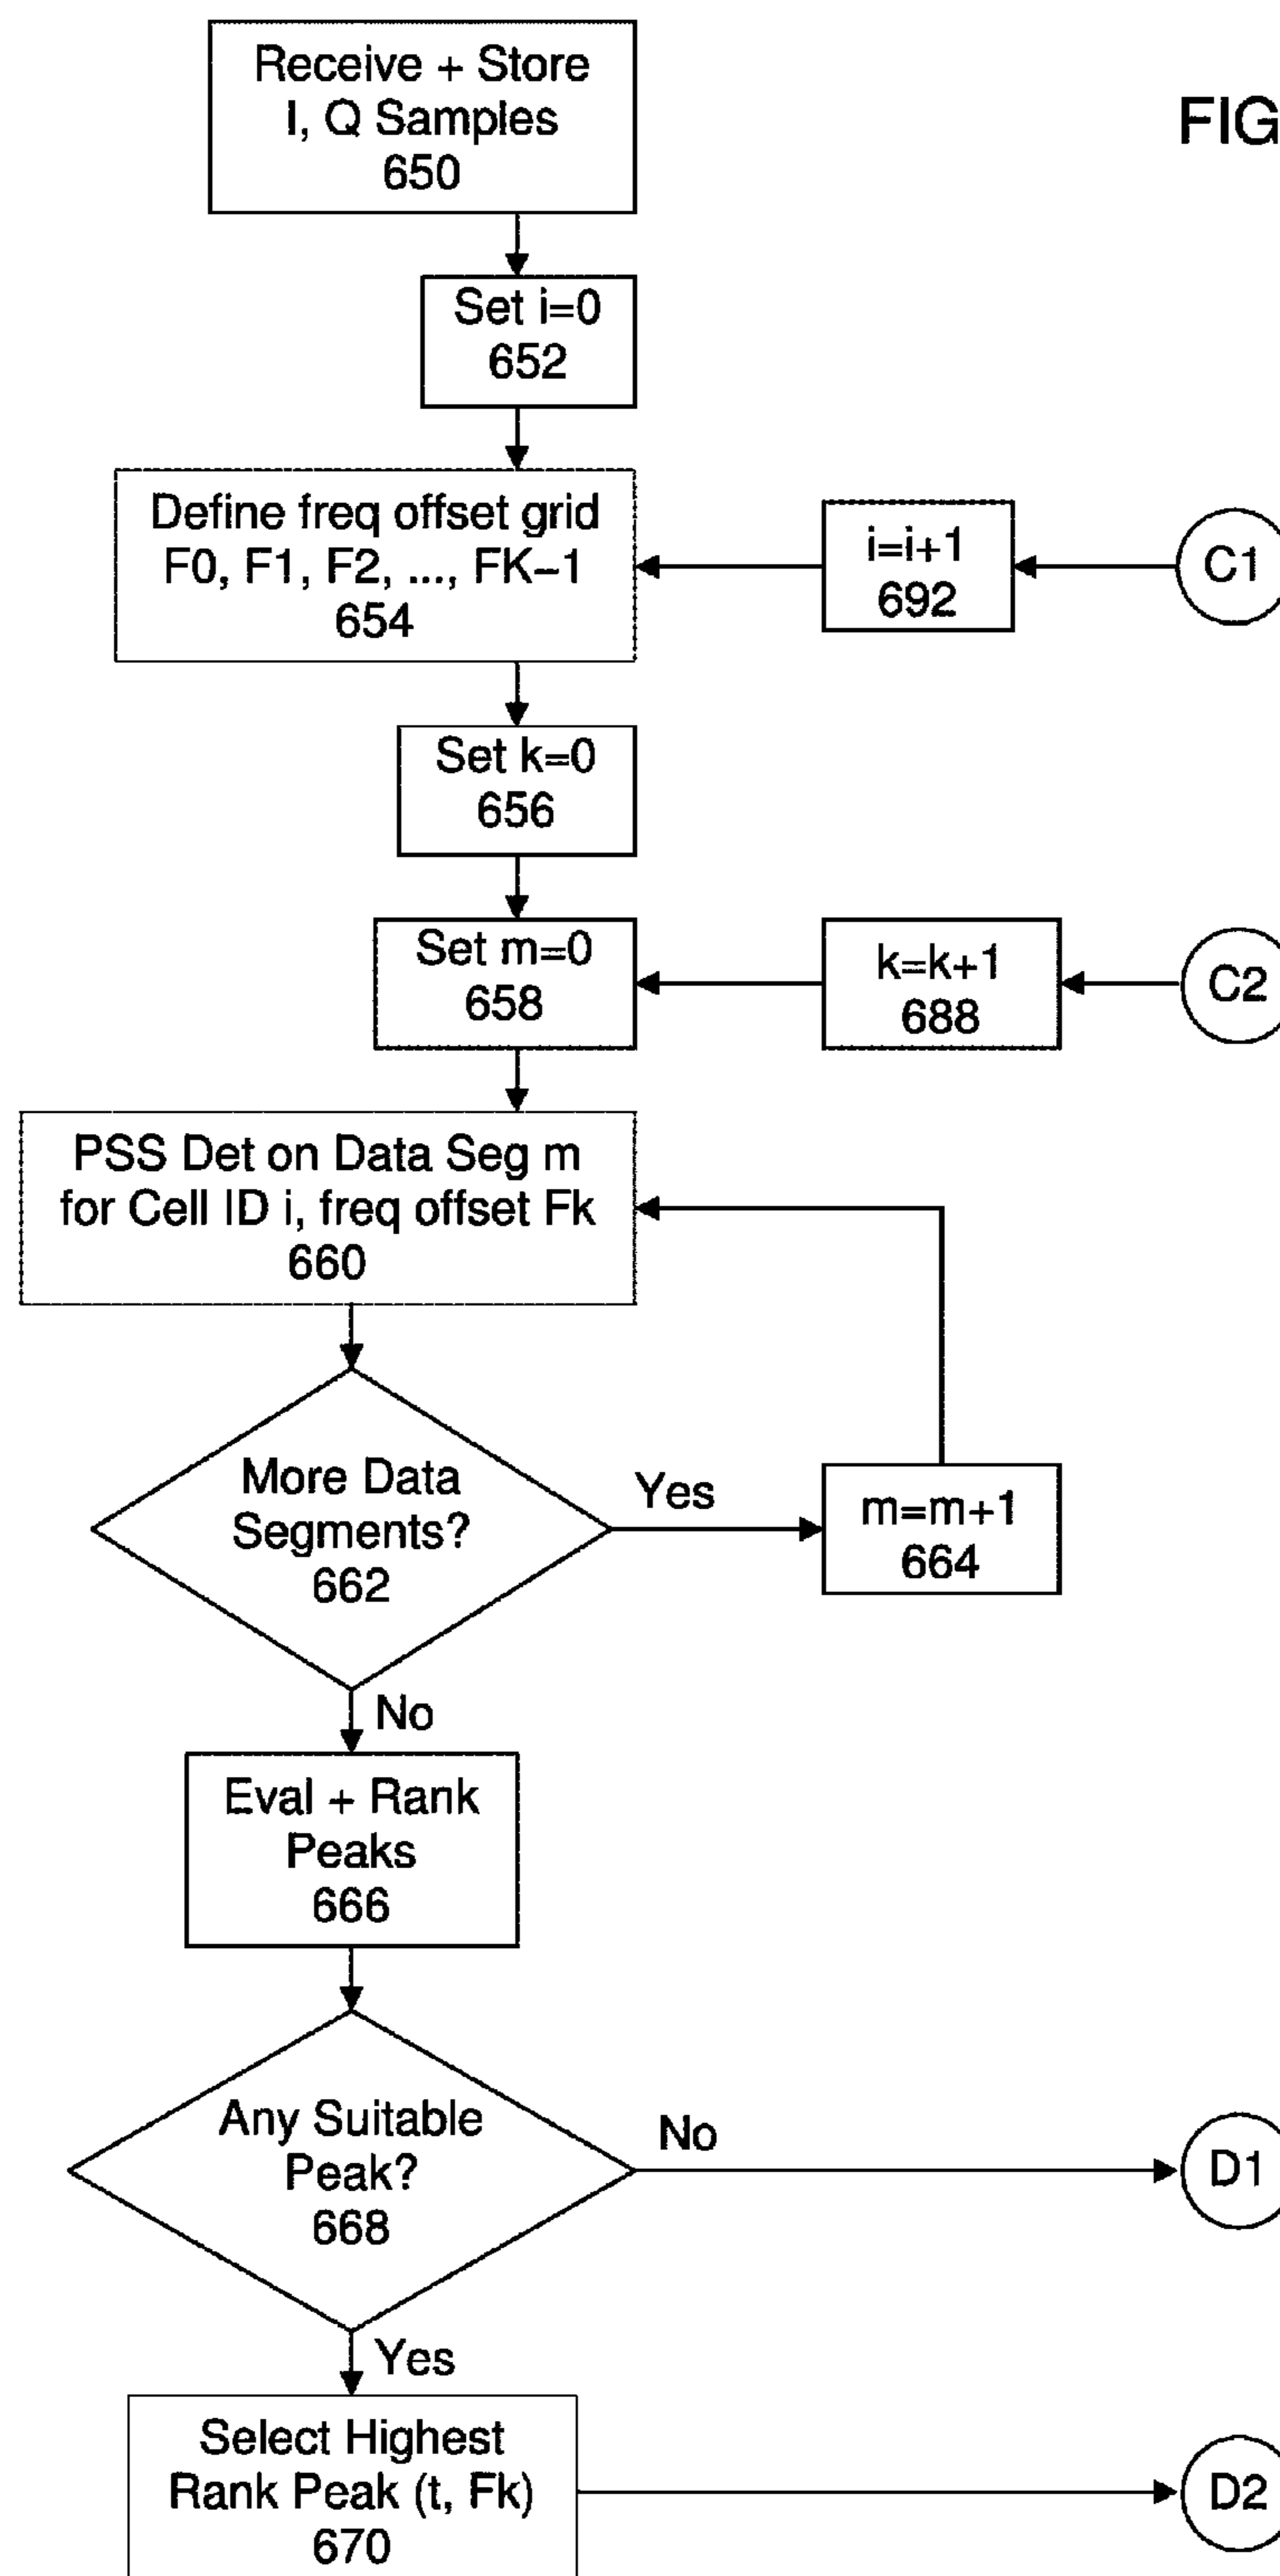 Receive + Store
I, Q Samples
650
FIG
Set i=0
652
Define freq offset grid
F0, F1, F2, ..., FK–1
654
i=i+1
692
C1
Set k=0
656
Set m=0
658
k=k+1
688
C2
PSS Det on Data Seg m
for Cell ID i, freq offset Fk
660
More Data
Segments?
662
Yes
m=m+1
664
No
Eval + Rank
Peaks
666
Any Suitable
Peak?
668
No
D1
Yes
Select Highest
Rank Peak (t, Fk)
670
D2